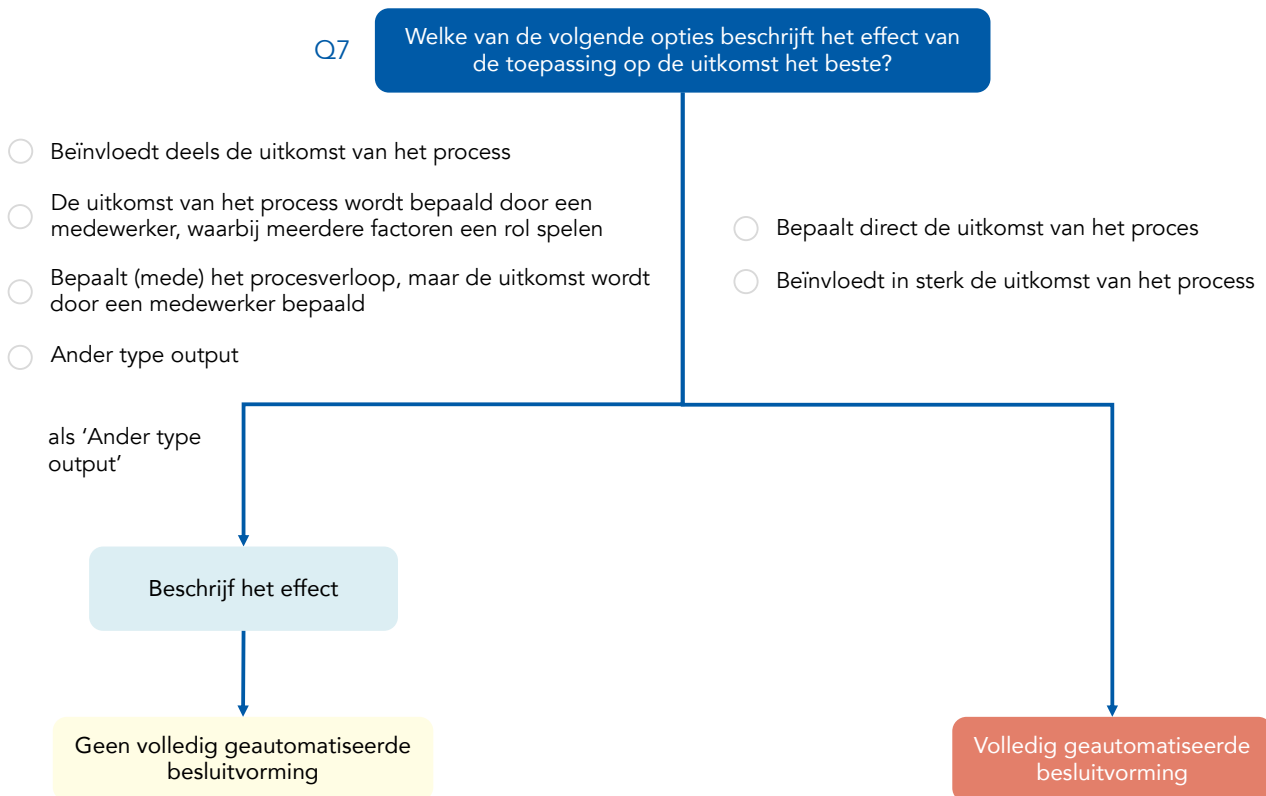 Q7
Welke van de volgende opties beschrijft het effect van
de toepassing op de uitkomst het beste?
Beïnvloedt deels de uitkomst van het process
De uitkomst van het process wordt bepaald door een
medewerker, waarbij meerdere factoren een rol spelen
Bepaalt (mede) het procesverloop, maar de uitkomst wordt
door een medewerker bepaald
Ander type output
Bepaalt direct de uitkomst van het proces
Beïnvloedt in sterk de uitkomst van het process
als ‘Ander type
output’
Beschrijf het effect
Geen volledig geautomatiseerde
besluitvorming
Volledig geautomatiseerde
besluitvorming